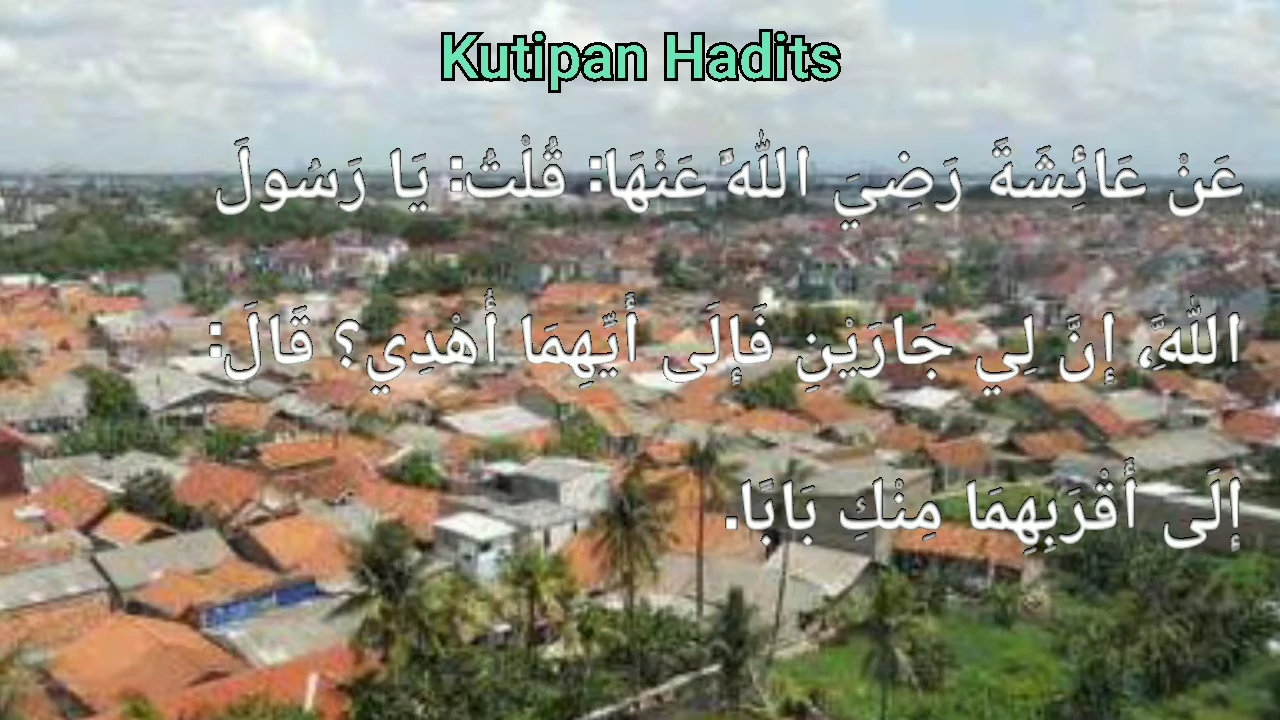 Kutipan Hadits
عَنْ عَائِشَةَ رَضِيَ اللَّهُ عَنْهَا: قُلْتُ: يَا رَسُولَ
اللَّهِ، إِنَّ لِي جَارَيْنِ فَإِلَى أَيِّهِمَا أُهْدِي؟ قَالَ:
إِلَى أَقْرَبِهِمَا مِنْكِ بَابًا.